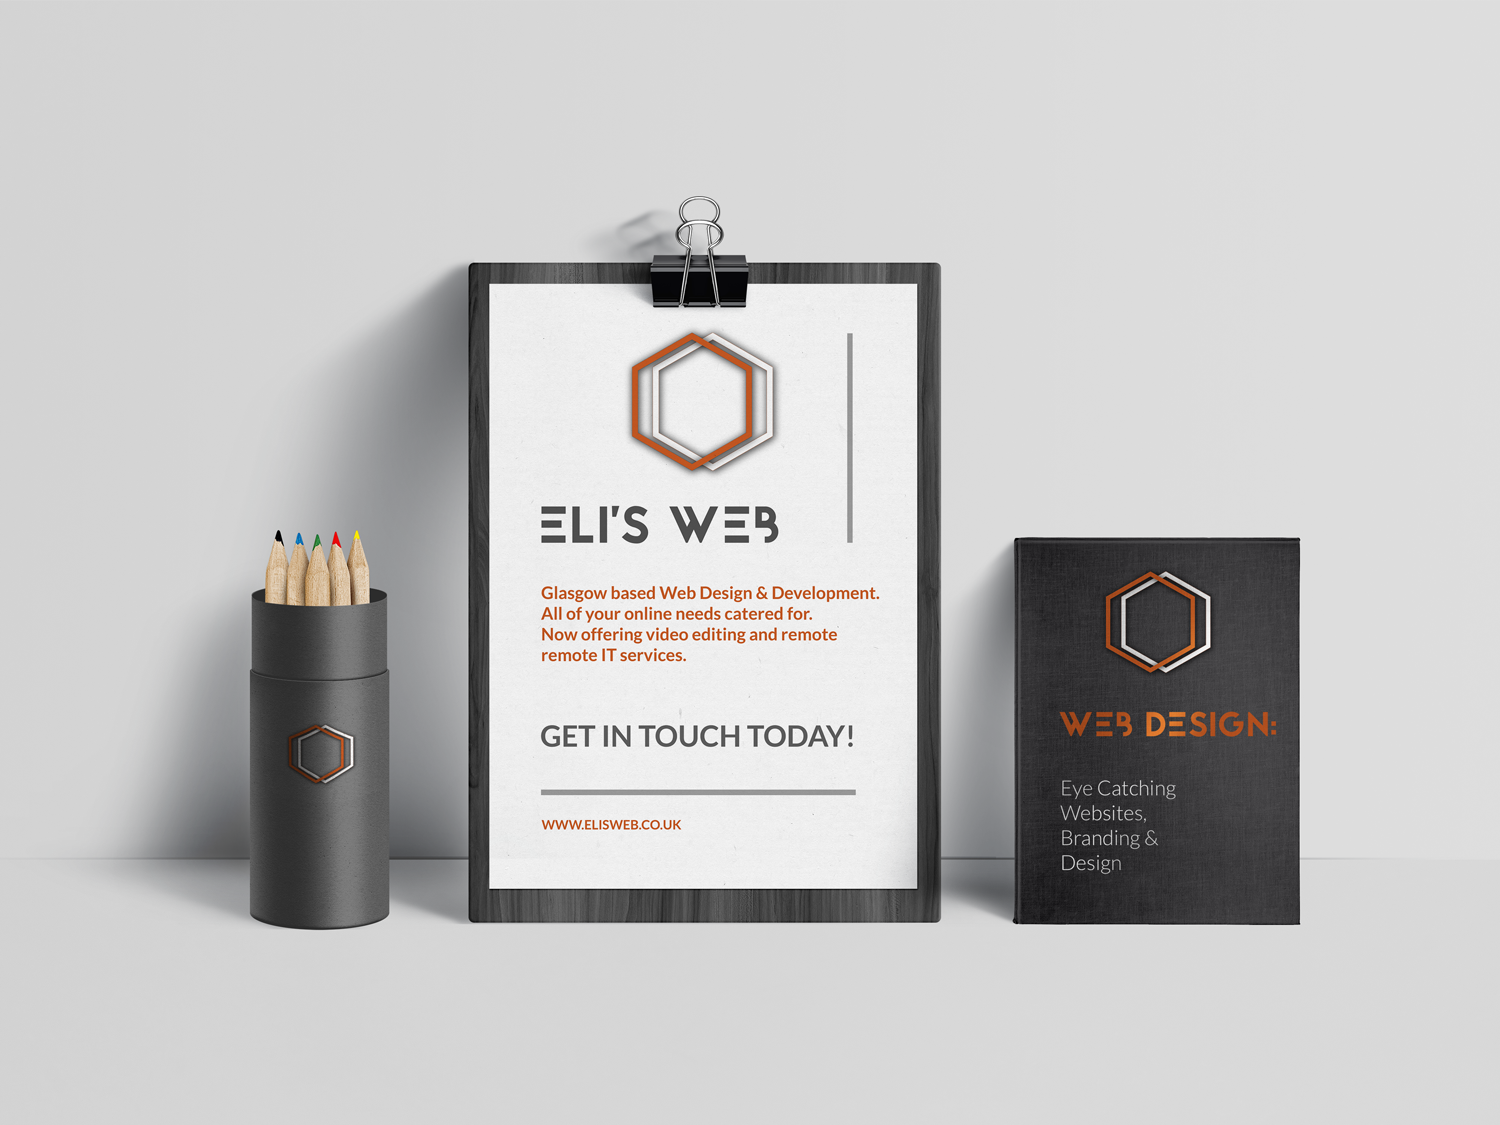 ELI'S WEB
Glasgow based Web Design & Development.
All of your online needs catered for.
Now offering video editing and remote
remote IT services.
GET IN TOUCH TODAY!
WWW.ELISWEB.CO.UK
WEB DESIGN:
Eye Catching
Websites,
Branding &
Design